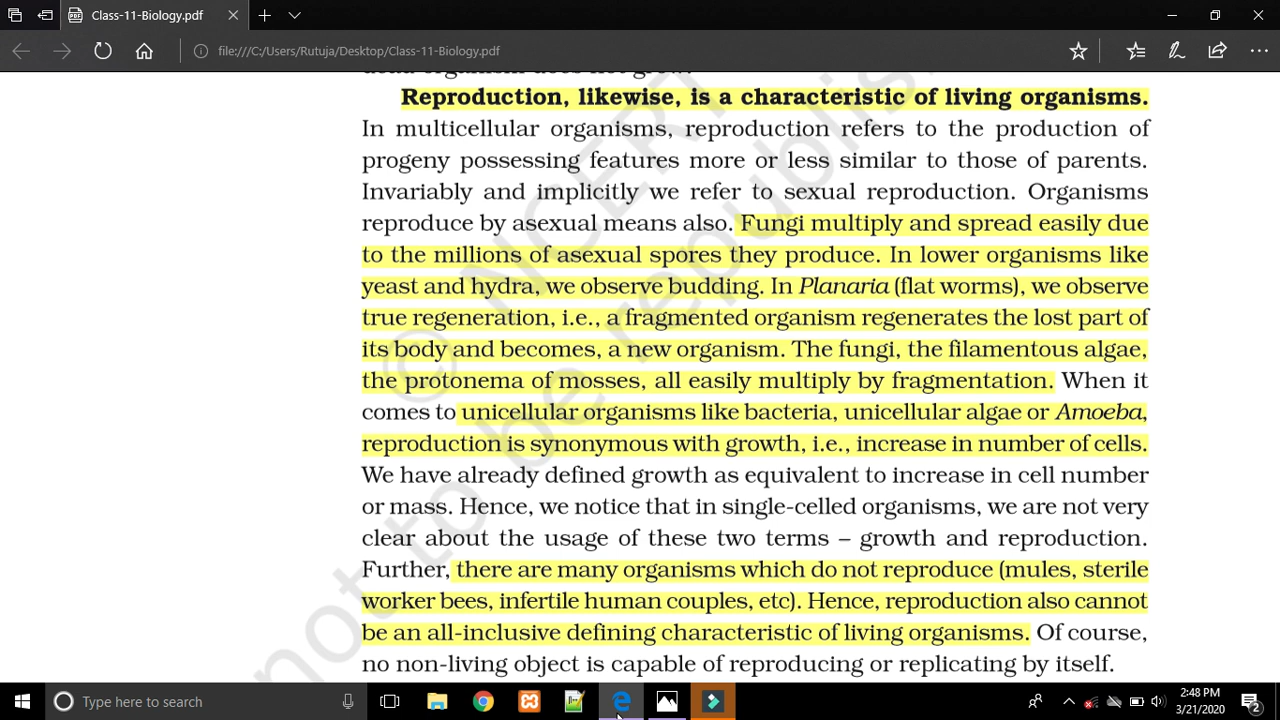 Class-11-Biology.pdf
file:///C:/Users/Rutuja/Desktop/Class-11-Biology.pdf
dead organism does not grow.
Reproduction, likewise, is a characteristic of living organisms.
In multicellular organisms, reproduction refers to the production of
progeny possessing features more or less similar to those of parents.
Invariably and implicitly we refer to sexual reproduction. Organisms
reproduce by asexual means also. Fungi multiply and spread easily due
to the millions of asexual spores they produce. In lower organisms like
yeast and hydra, we observe budding. In Planaria (flat worms), we observe
true regeneration, i.e., a fragmented organism regenerates the lost part of
its body and becomes, a new organism. The fungi, the filamentous algae,
the protonema of mosses, all easily multiply by fragmentation. When it
comes to unicellular organisms like bacteria, unicellular algae or Amoeba,
reproduction is synonymous with growth, i.e., increase in number of cells.
We have already defined growth as equivalent to increase in cell number
or mass. Hence, we notice that in single-celled organisms, we are not very
clear about the usage of these two terms – growth and reproduction.
Further, there are many organisms which do not reproduce (mules, sterile
worker bees, infertile human couples, etc). Hence, reproduction also cannot
be an all-inclusive defining characteristic of living organisms. Of course,
no non-living object is capable of reproducing or replicating by itself.
© NCERT
not to be republish
Type here to search
2:48 PM
3/21/2020
2